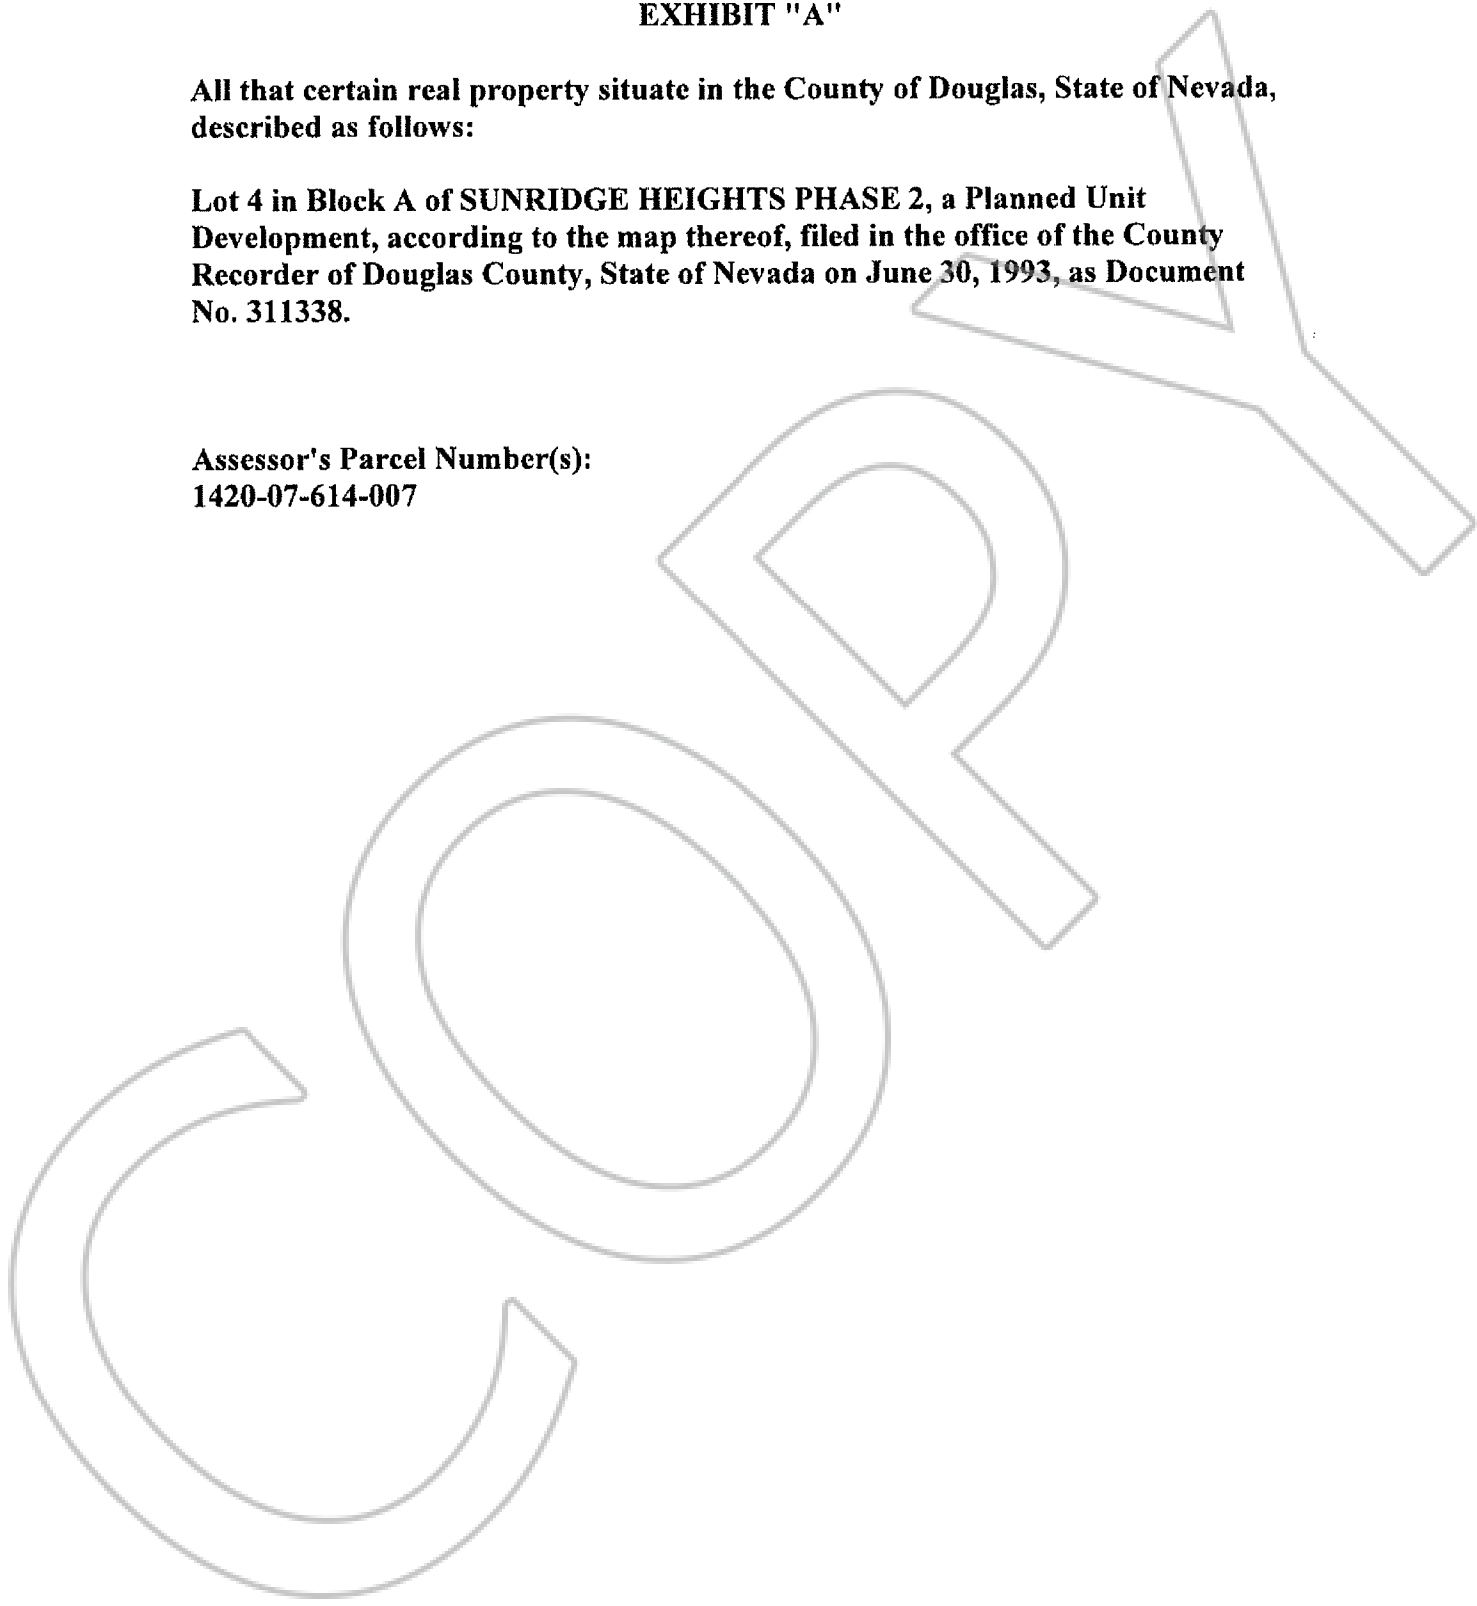 EXHIBIT "A"
All that certain real property situate in the County of Douglas, State of Nevada,
described as follows:
Lot 4 in Block A of SUNRIDGE HEIGHTS PHASE 2, a Planned Unit
Development, according to the map thereof, filed in the office of the County
Recorder of Douglas County, State of Nevada on June 30, 1993, as Document
No. 311338.
Assessor's Parcel Number(s):
1420-07-614-007
COPY